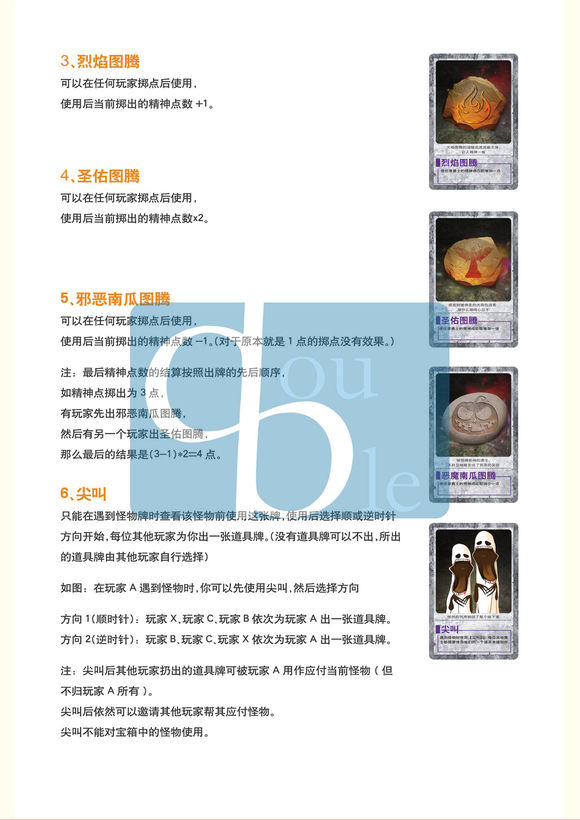 3、烈焰图腾
可以在任何玩家掷点后使用，
使用后当前掷出的精神点数 +1。
烈焰图腾
4、圣佑图腾
可以在任何玩家掷点后使用，
使用后当前掷出的精神点数x2。
圣佑图腾
5、邪恶南瓜图腾
可以在任何玩家掷点后使用，
使用后当前掷出的精神点数 −1。（对于原本就是 1 点的掷点没有效果。）
注：最后精神点数的结算按照出牌的先后顺序，
如精神点掷出为 3 点，
有玩家先出邪恶南瓜图腾，
然后有另一个玩家出圣佑图腾，
那么最后的结果是（3−1）*2=4 点。
恶魔南瓜图腾
double
6、尖叫
只能在遇到怪物牌时查看该怪物前使用这张牌，使用后选择顺或逆时针
方向开始，每位其他玩家为你出一张道具牌。（没有道具牌可以不出，所出
的道具牌由其他玩家自行选择）
如图：在玩家 A 遇到怪物时，你可以先使用尖叫，然后选择方向
方向 1（顺时针）：玩家 X、玩家 C、玩家 B 依次为玩家 A 出一张道具牌。
方向 2（逆时针）：玩家 B、玩家 C、玩家 X 依次为玩家 A 出一张道具牌。
尖叫
注：尖叫后其他玩家扔出的道具牌可被玩家 A 用作应付当前怪物（ 但
不归玩家 A 所有 ）。
尖叫后依然可以邀请其他玩家帮其应付怪物。
尖叫不能对宝箱中的怪物使用。